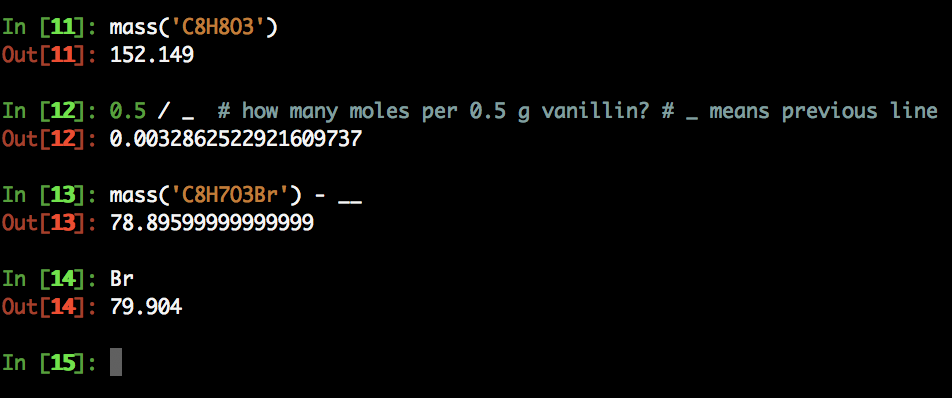 In [11]: mass('C8H8O3')
Out[11]: 152.149
In [12]: 0.5 / _  # how many moles per 0.5 g vanillin? # _ means previous line
Out[12]: 0.0032862522921609737
In [13]: mass('C8H7O3Br') - __
Out[13]: 78.89599999999999
In [14]: Br
Out[14]: 79.904
In [15]: